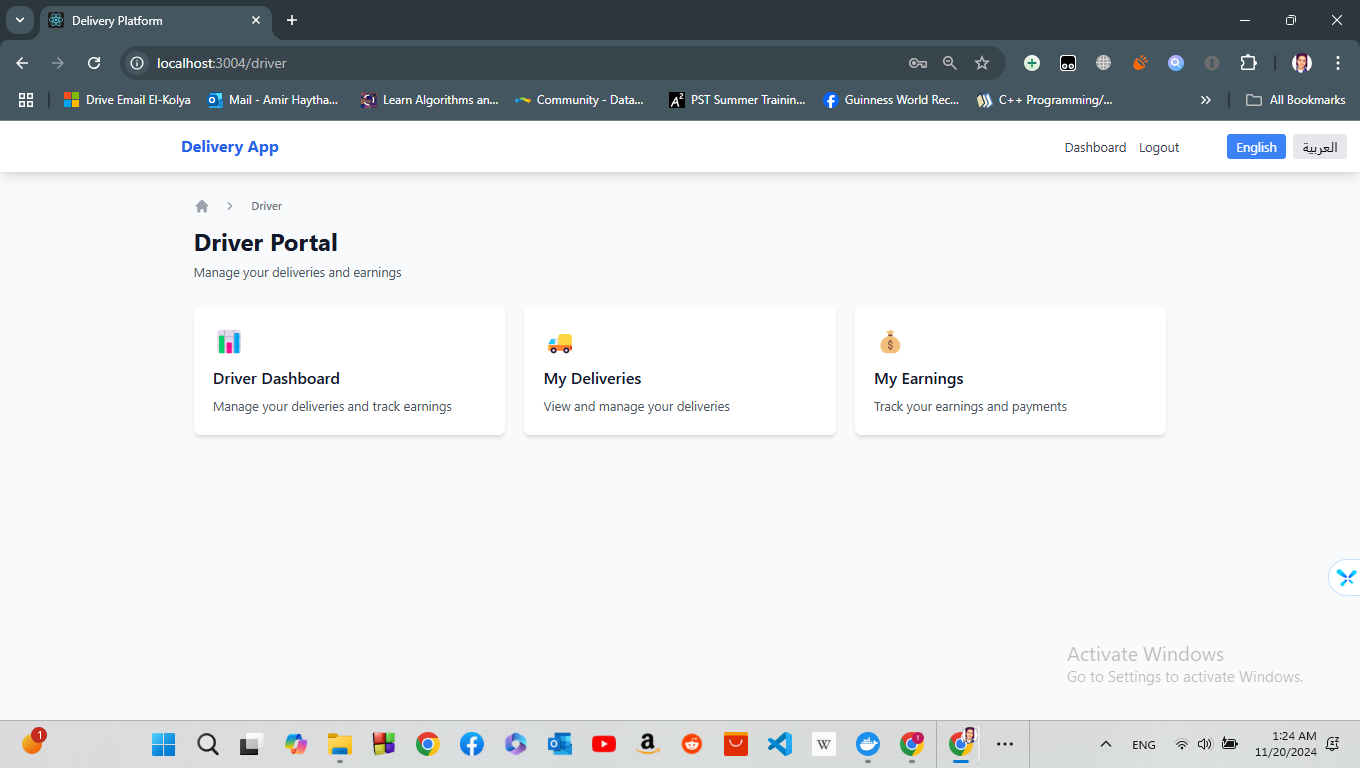 Delivery Platform
localhost:3004/driver
Drive Email El-Kolya
Mail - Amir Haytha...
Learn Algorithms an...
Community - Data...
A²
PST Summer Trainin...
Guinness World Rec...
C++ Programming/...
All Bookmarks
Delivery App
Dashboard
Logout
English
العربية
Driver
Driver Portal
Manage your deliveries and earnings
Driver Dashboard
Manage your deliveries and track earnings
My Deliveries
View and manage your deliveries
My Earnings
Track your earnings and payments
Activate Windows
Go to Settings to activate Windows.
1
a
W
1
ENG
1:24 AM
11/20/2024